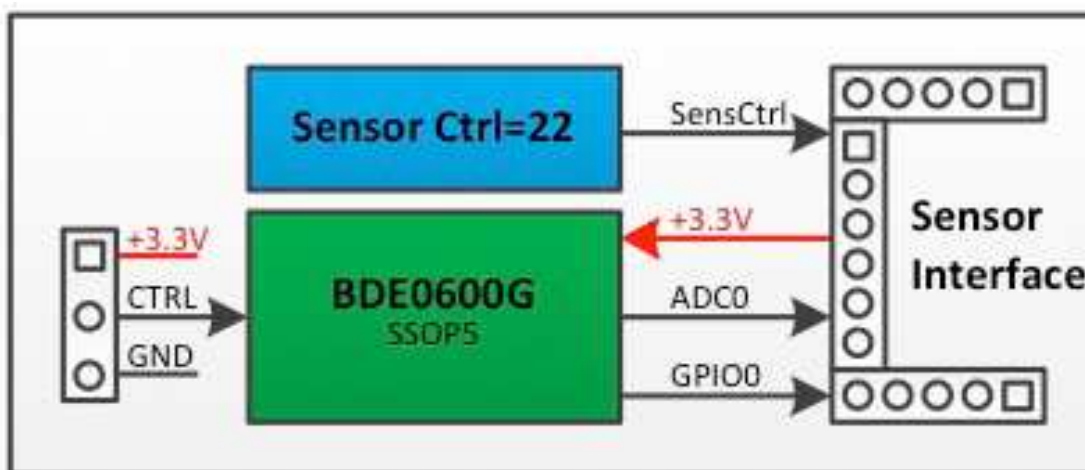 Sensor Ctrl=22
SensCtrl
+3.3V
+3.3V
Sensor
Interface
CTRL
BDE0600G
SSOP5
ADC0
GND
GPIO0